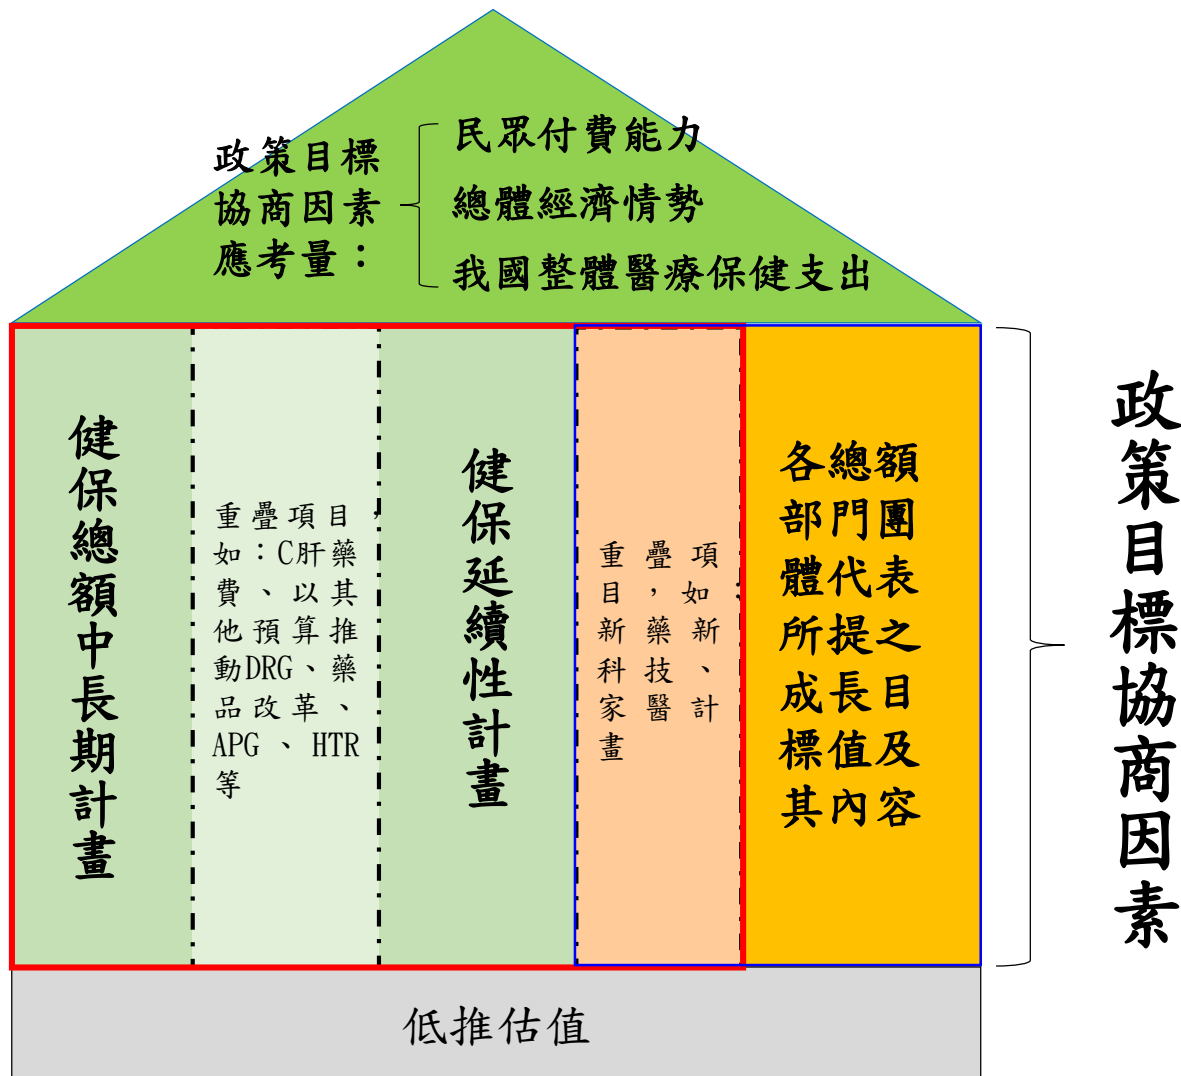 政策目標
協商因素
應考量：
民眾付費能力
總體經濟情勢
我國整體醫療保健支出
健保總額中長期計畫
重疊項目，
如：C肝藥
費、以其
他預算推
動DRG、藥
品改革、
APG、HTR
等
健保延續性計畫
重疊項
目，如：
新藥新
科技、
家醫計
畫
各總額
部門團
體代表
所提之
成長目
標值及
其內容
政策目標協商因素
低推估值